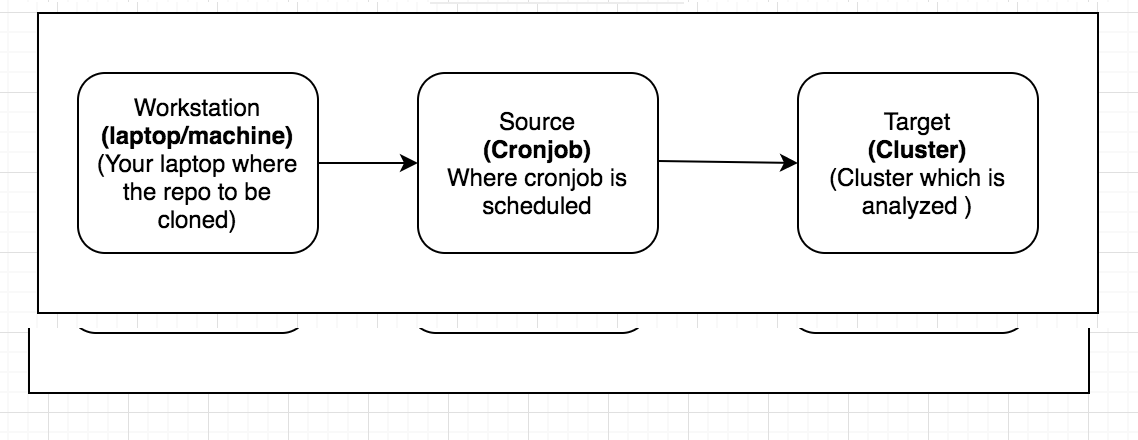 Workstation
(laptop/machine)
(Your laptop where
the repo to be
cloned)
Source
(Cronjob)
Where cronjob is
scheduled
Target
(Cluster)
(Cluster which is
analyzed )